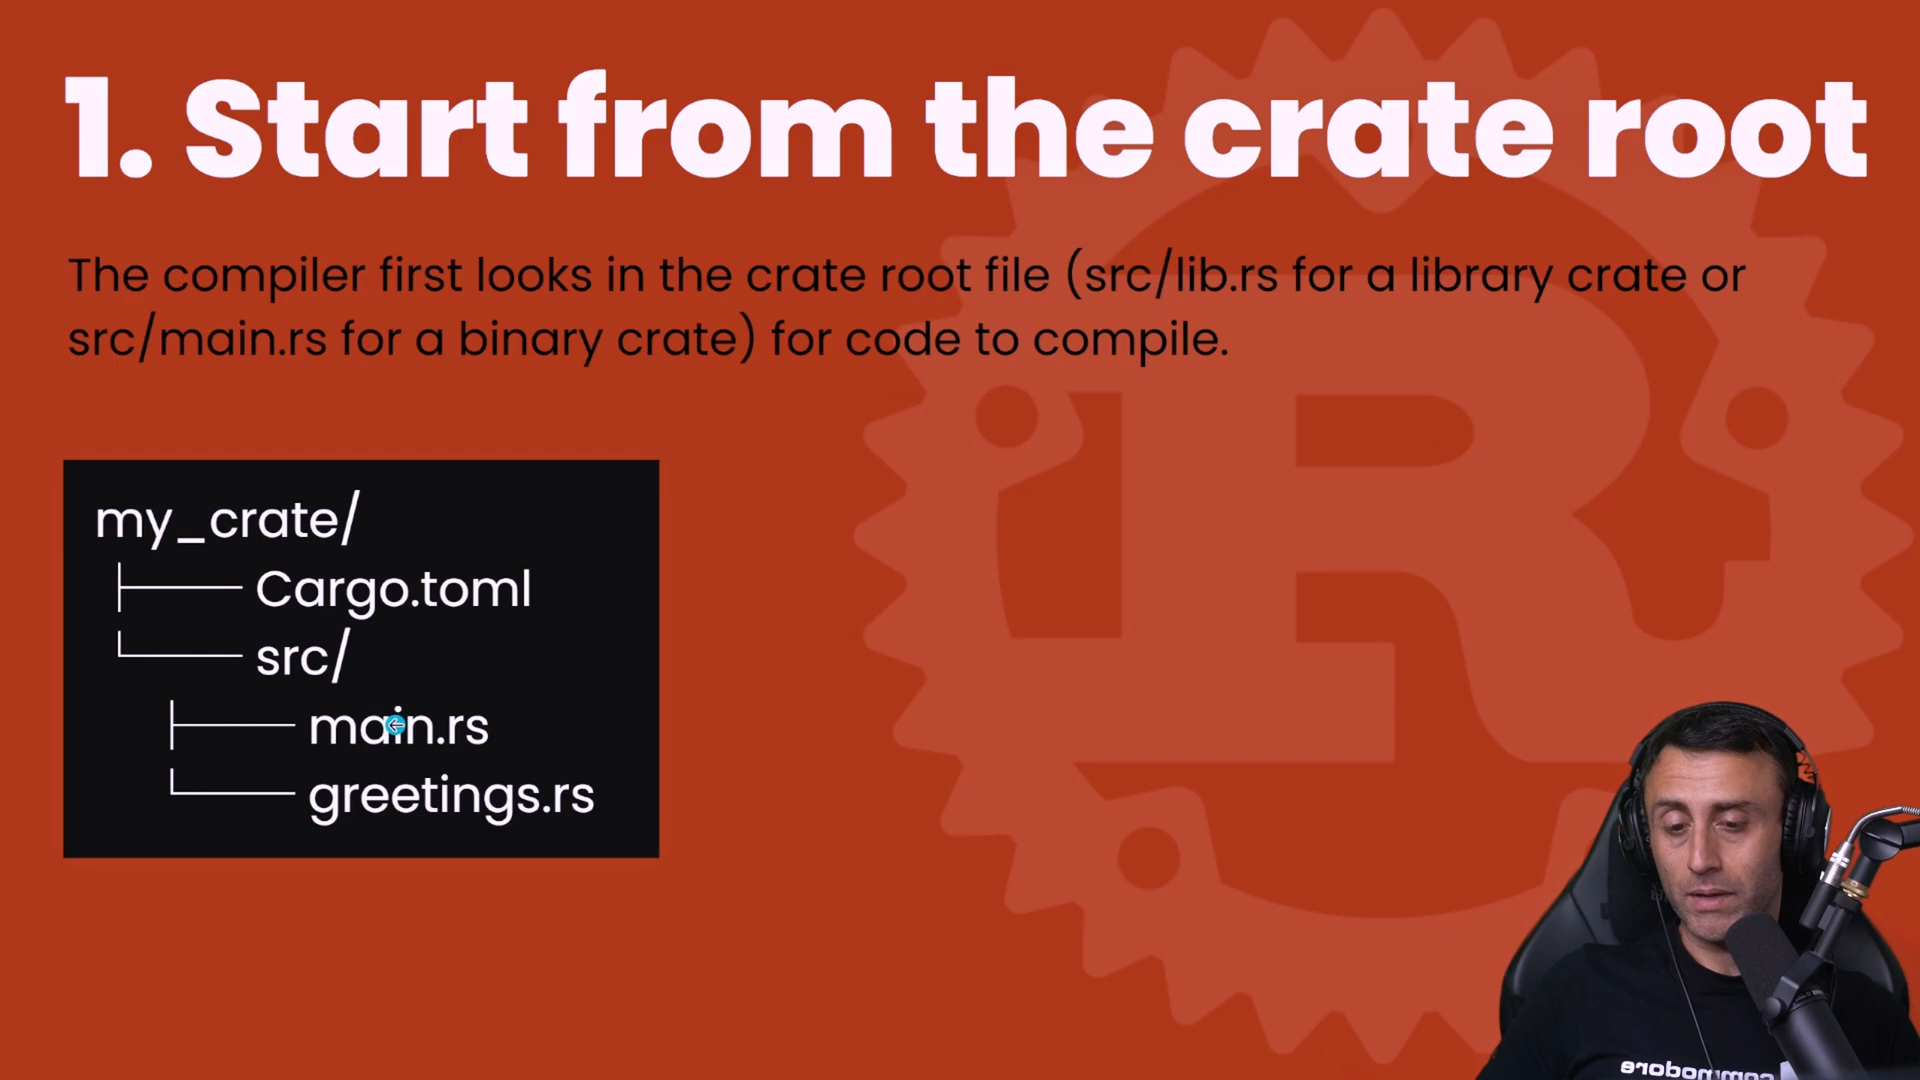 1. Start from the crate root
The compiler first looks in the crate root file (src/lib.rs for a library crate or
src/main.rs for a binary crate) for code to compile.
my_crate/
Cargo.toml
src/
main.rs
greetings.rs
commodore